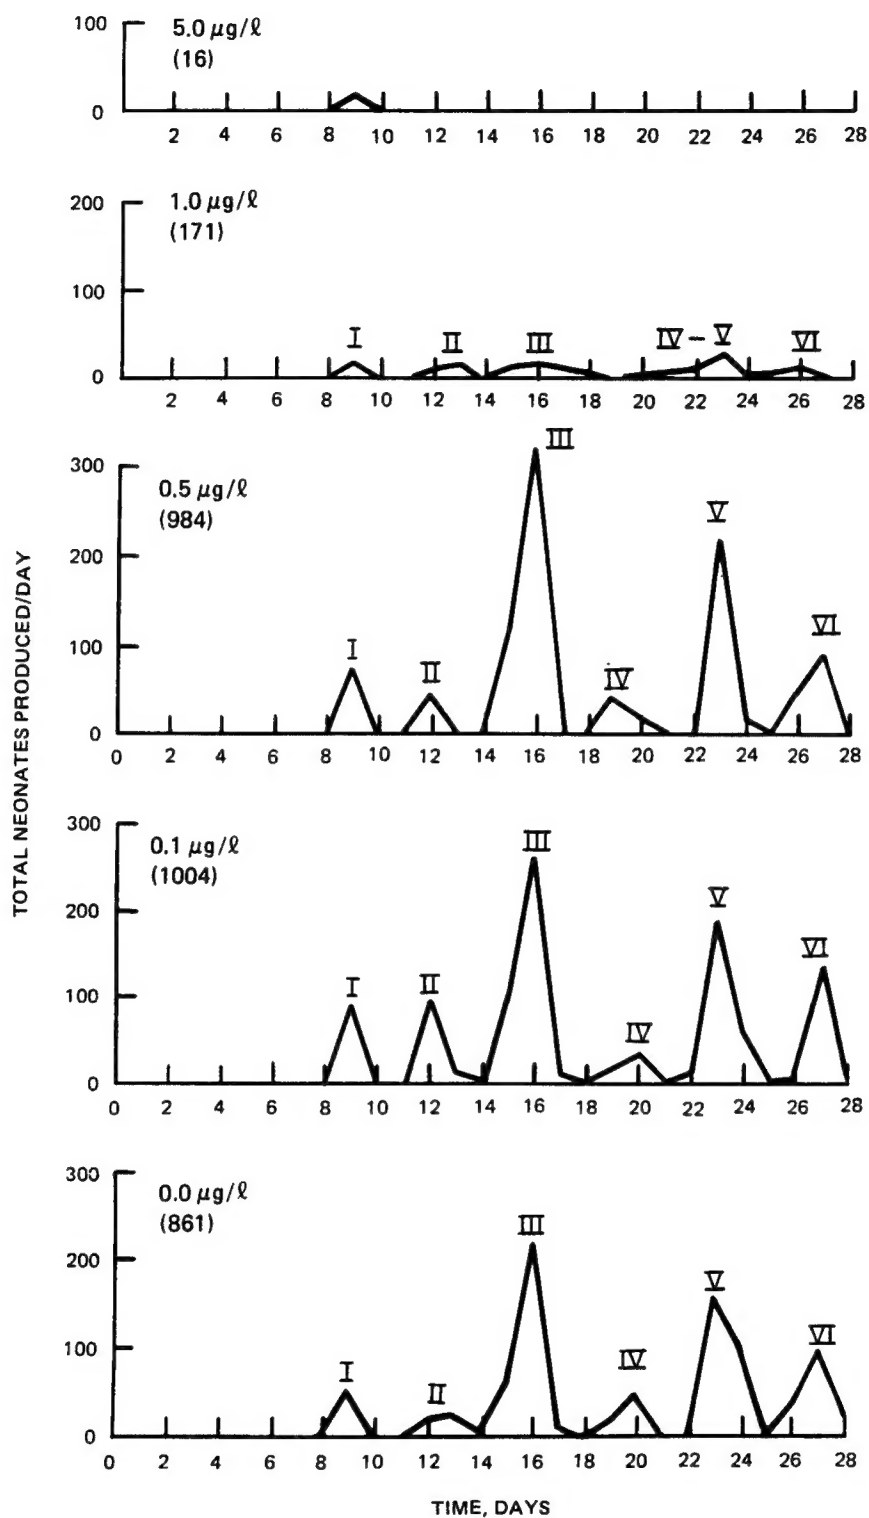 TOTAL NEONATES PRODUCED/DAY
5.0 µg/ℓ
(16)
100
0
2 4 6 8 10 12 14 16 18 20 22 24 26 28
1.0 µg/ℓ
(171)
200
100
I II III IV – V VI
0
2 4 6 8 10 12 14 16 18 20 22 24 26 28
0.5 µg/ℓ
(984)
III
300
V
200
VI
I
100
II
IV
0
0 2 4 6 8 10 12 14 16 18 20 22 24 26 28
0.1 µg/ℓ
(1004)
300
III
200
V
VI
I II
100
IV
0
0 2 4 6 8 10 12 14 16 18 20 22 24 26 28
0.0 µg/ℓ
(861)
300
III
200
V
VI
IV
100
I
II
0
0 2 4 6 8 10 12 14 16 18 20 22 24 26 28
TIME, DAYS